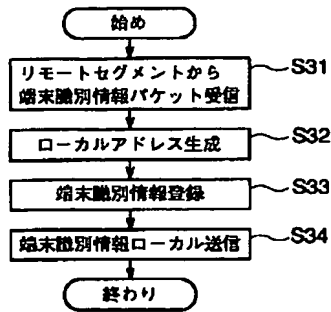 始め
リモートセグメントから
端末識別情報パケット受信
S31
ローカルアドレス生成
S32
端末識別情報登録
S33
端末識別情報ローカル送信
S34
終わり